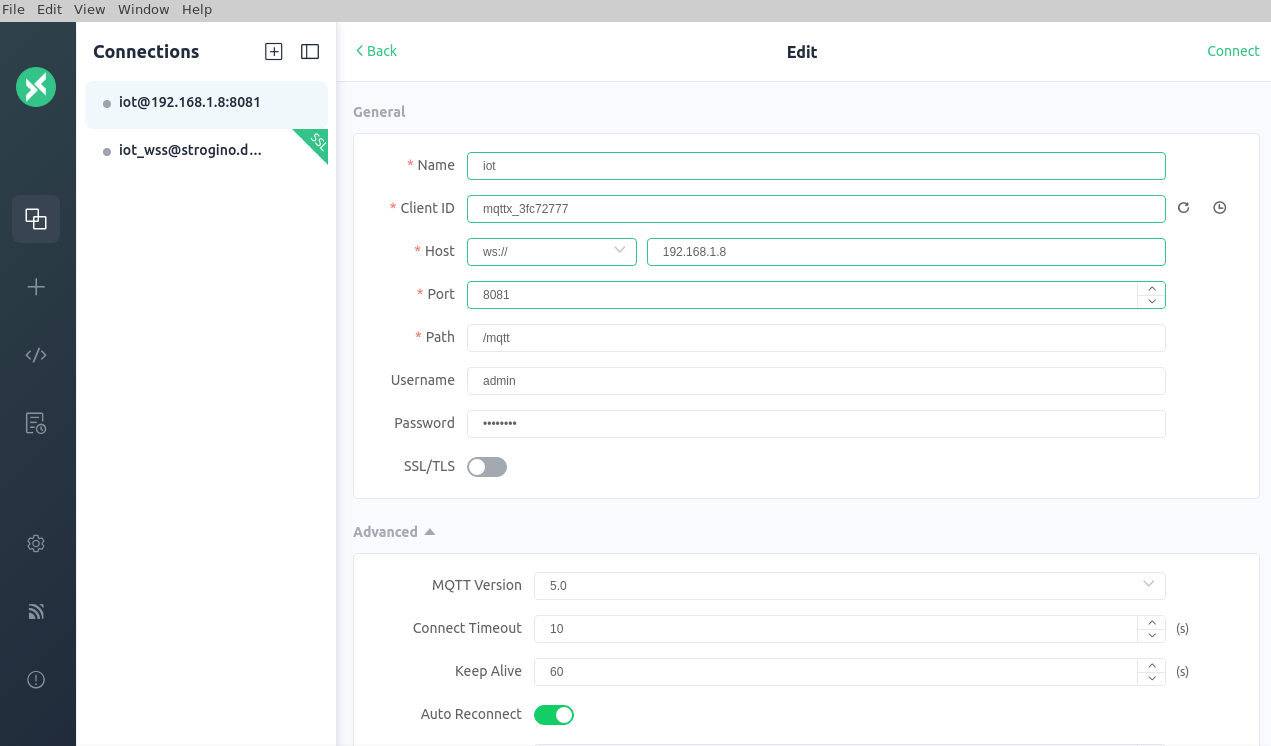 File Edit View Window Help
Connections
iot@192.168.1.8:8081
iot_wss@strogino.d...
SSL
Back
Edit
Connect
General
* Name iot
* Client ID mqttx_3fc72777
* Host ws:// 192.168.1.8
* Port 8081
* Path /mqtt
Username admin
Password ••••••••
SSL/TLS
Advanced
MQTT Version 5.0
Connect Timeout 10 (s)
Keep Alive 60 (s)
Auto Reconnect